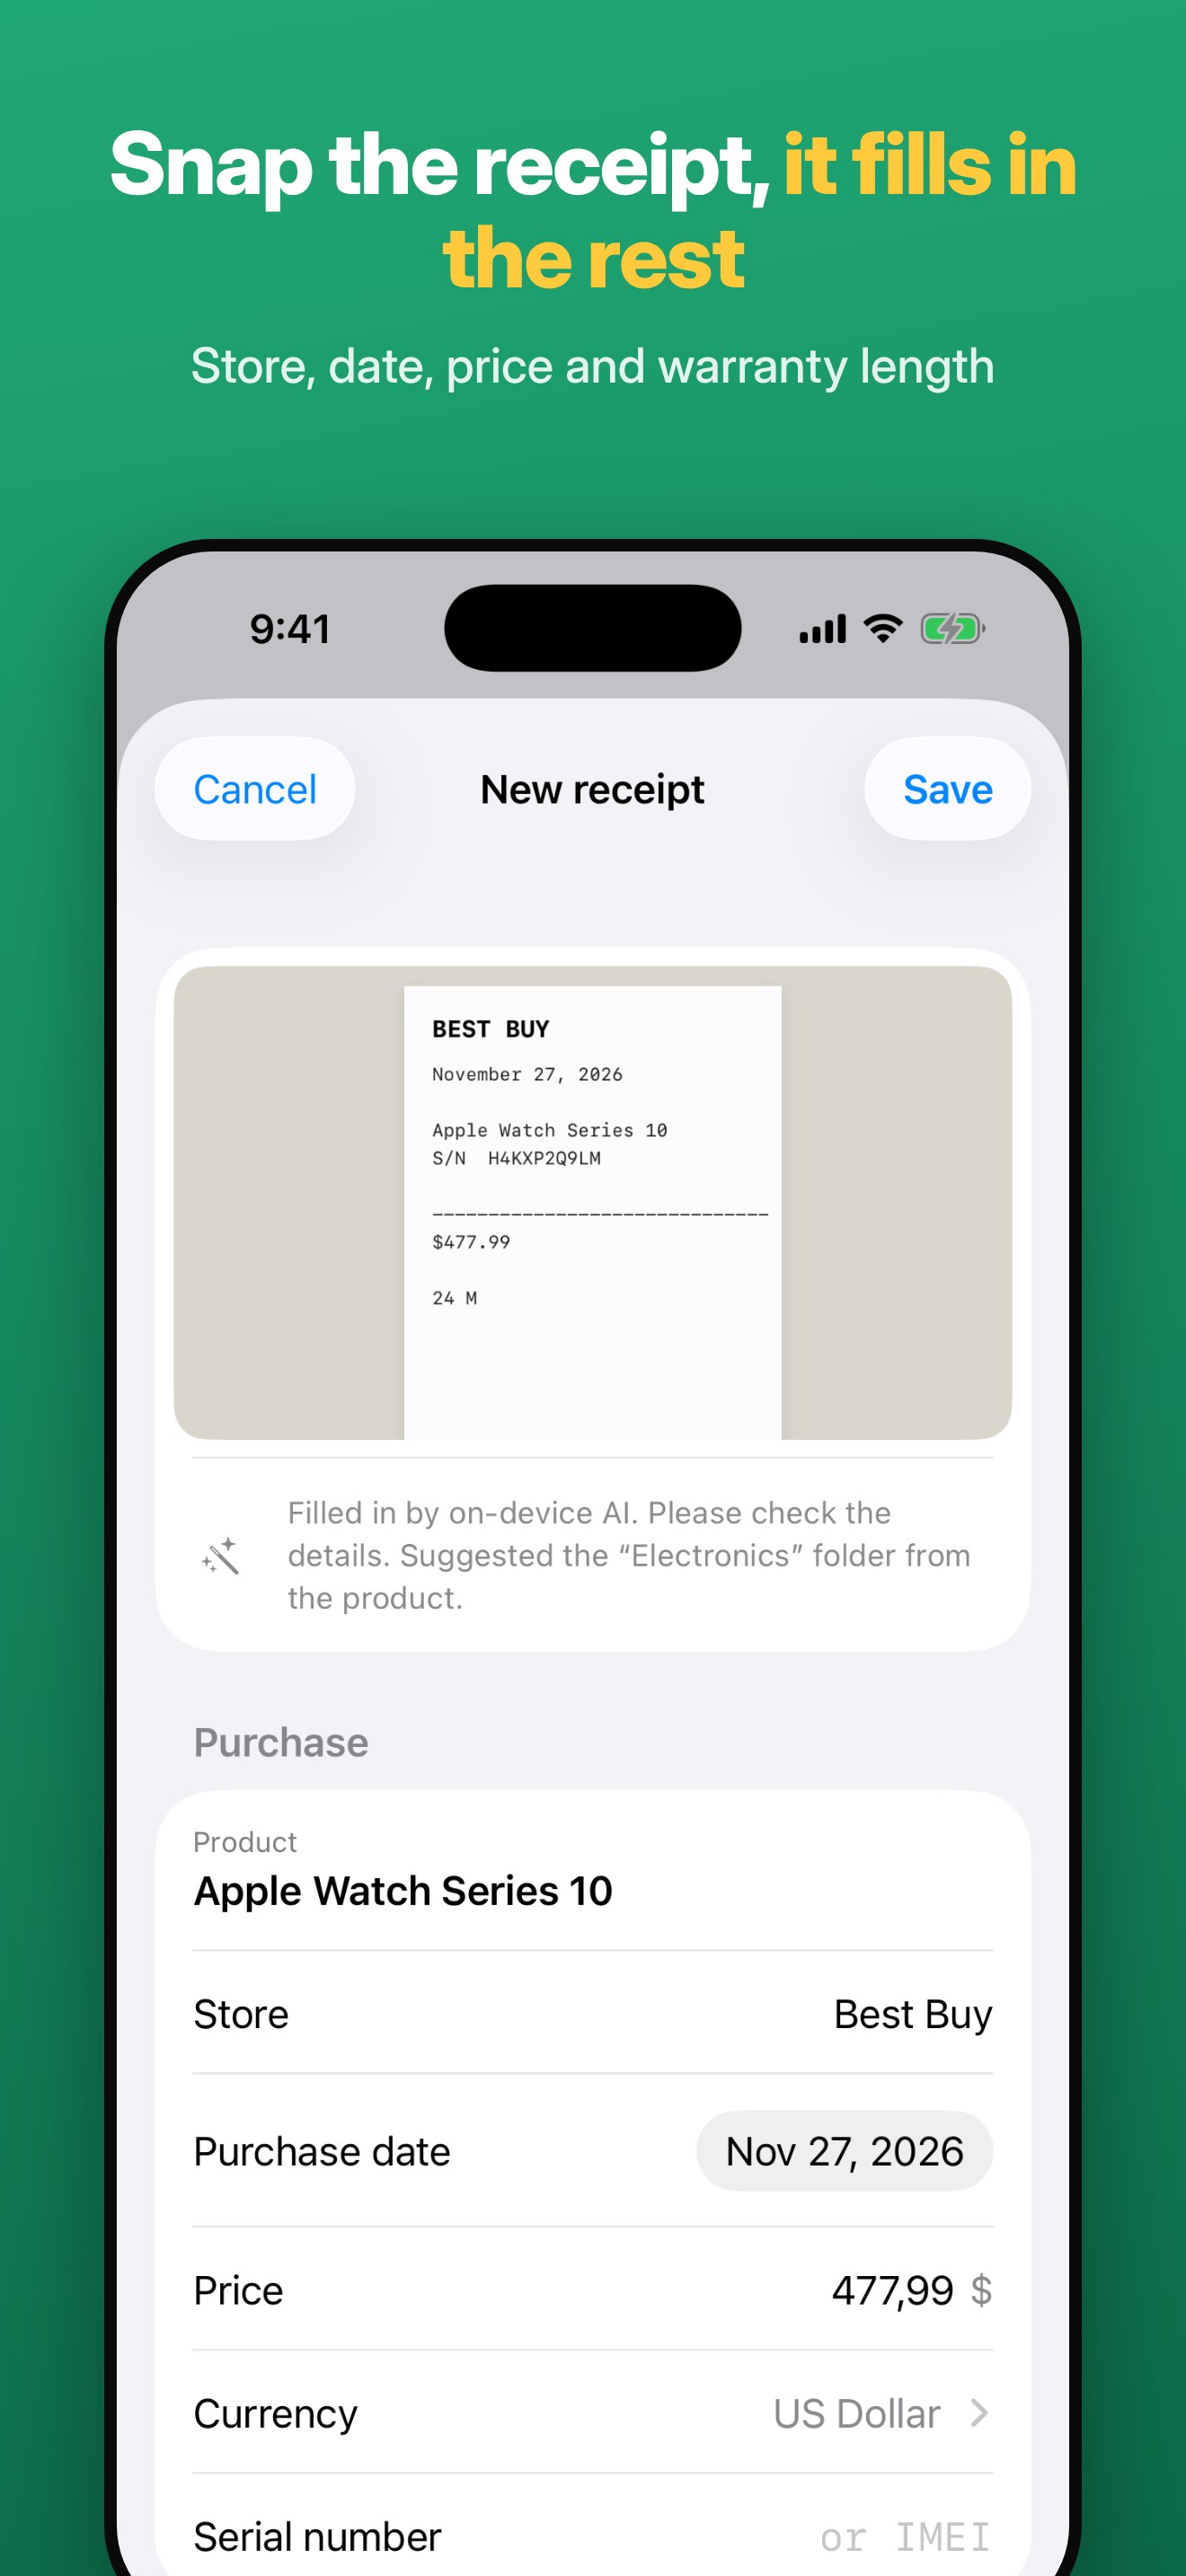 Snap the receipt, it fills in
the rest
Store, date, price and warranty length
9:41
Cancel
New receipt
Save
BEST BUY
November 27, 2026
Apple Watch Series 10
S/N  H4KXP2Q9LM
------------------------------
$477.99
24 M
Filled in by on-device AI. Please check the
details. Suggested the “Electronics” folder from
the product.
Purchase
Product
Apple Watch Series 10
Store
Best Buy
Purchase date
Nov 27, 2026
Price
477,99 $
Currency
US Dollar
Serial number
or IMEI